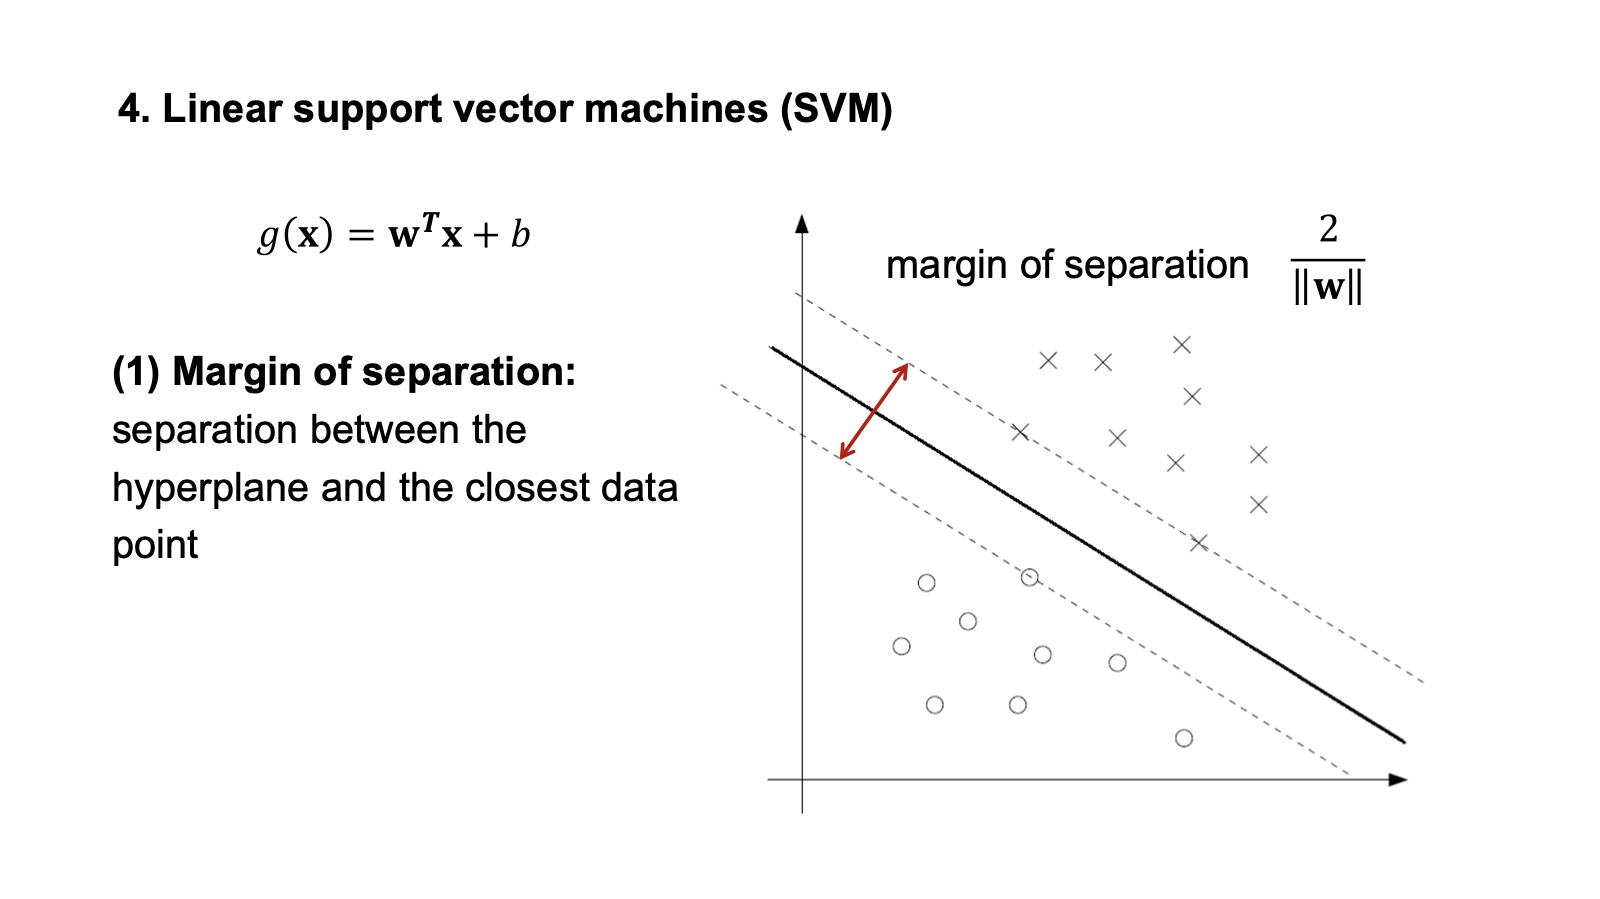 4. Linear support vector machines (SVM)
g(𝐱) = 𝐰ᵀ𝐱 + b
(1) Margin of separation:
separation between the
hyperplane and the closest data
point
margin of separation 2/‖𝐰‖